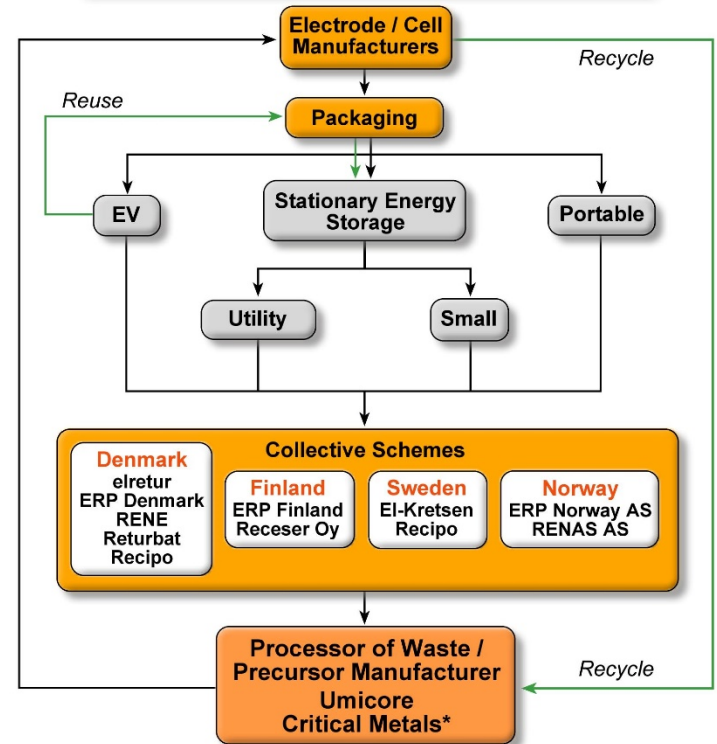 Electrode / Cell
Manufacturers
Recycle
Reuse
Packaging
EV
Stationary Energy
Storage
Portable
Utility
Small
Collective Schemes
Denmark
elretur
ERP Denmark
RENE
Returbat
Recipo
Finland
ERP Finland
Receser Oy
Sweden
El-Kretsen
Recipo
Norway
ERP Norway AS
RENAS AS
Processor of Waste /
Precursor Manufacturer
Umicore
Critical Metals*
Recycle